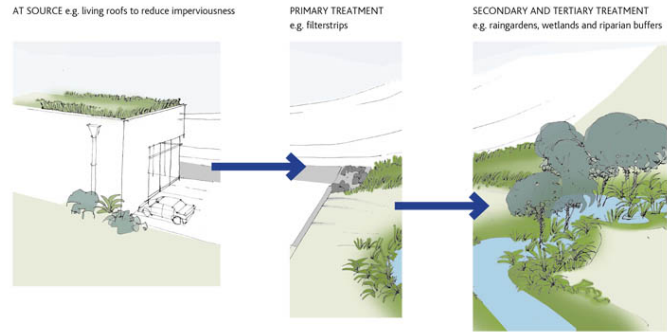 AT SOURCE e.g. living roofs to reduce imperviousness
PRIMARY TREATMENT
e.g. filterstrips
SECONDARY AND TERTIARY TREATMENT
e.g. raingardens, wetlands and riparian buffers